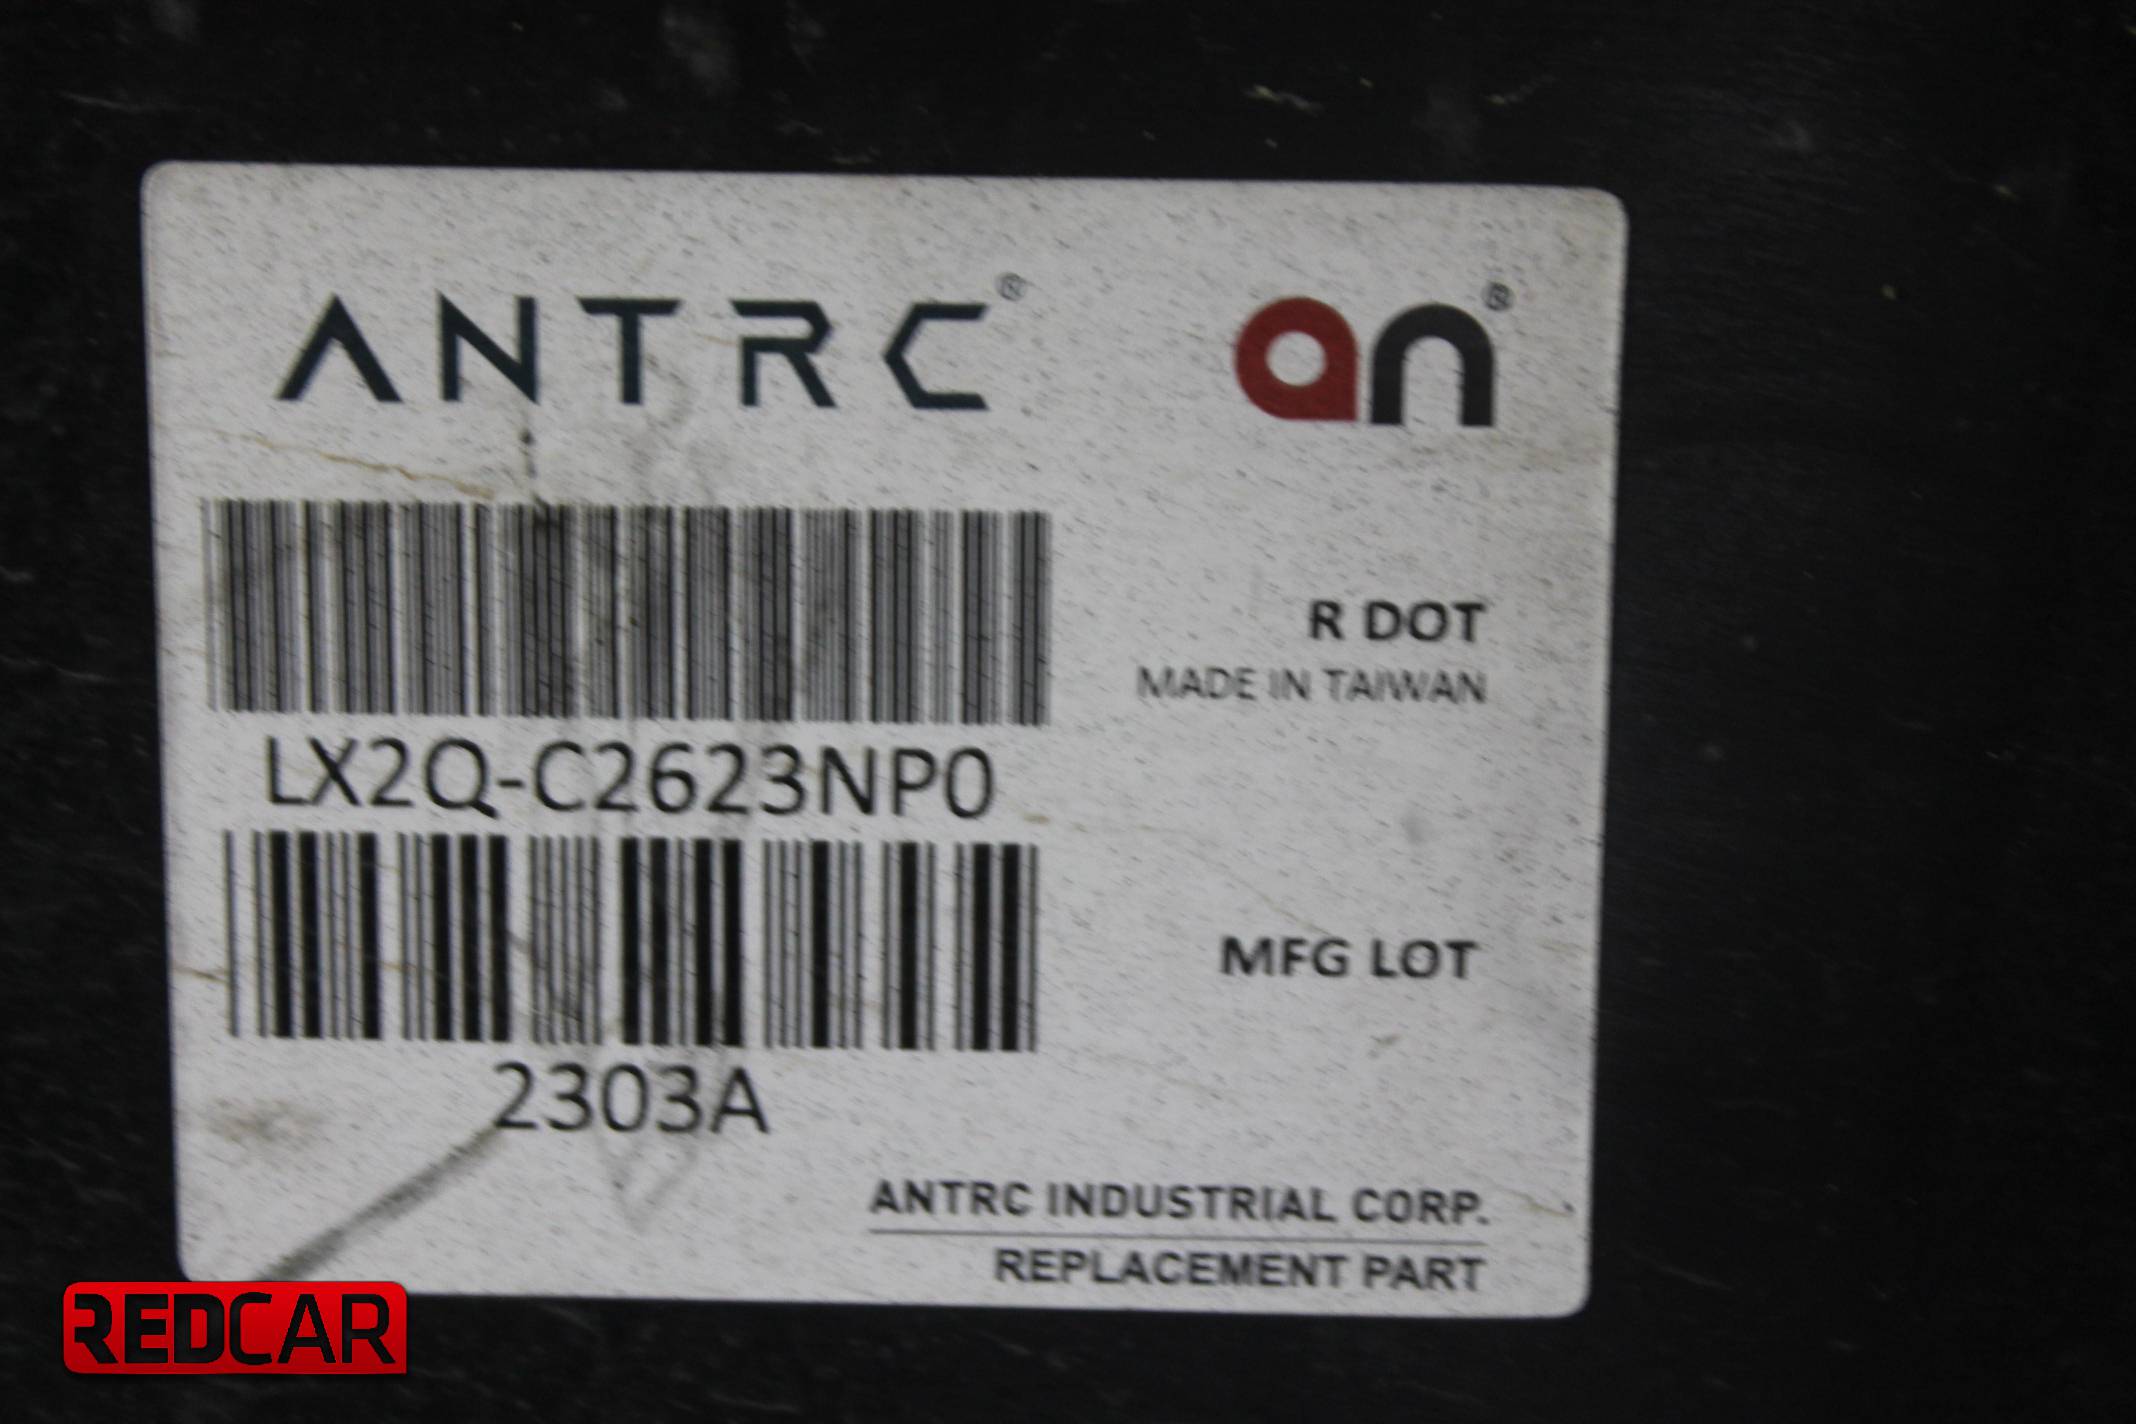 ANTRC®
an®
R DOT
MADE IN TAIWAN
LX2Q-C2623NP0
MFG LOT
2303A
ANTRC INDUSTRIAL CORP.
REPLACEMENT PART
REDCAR